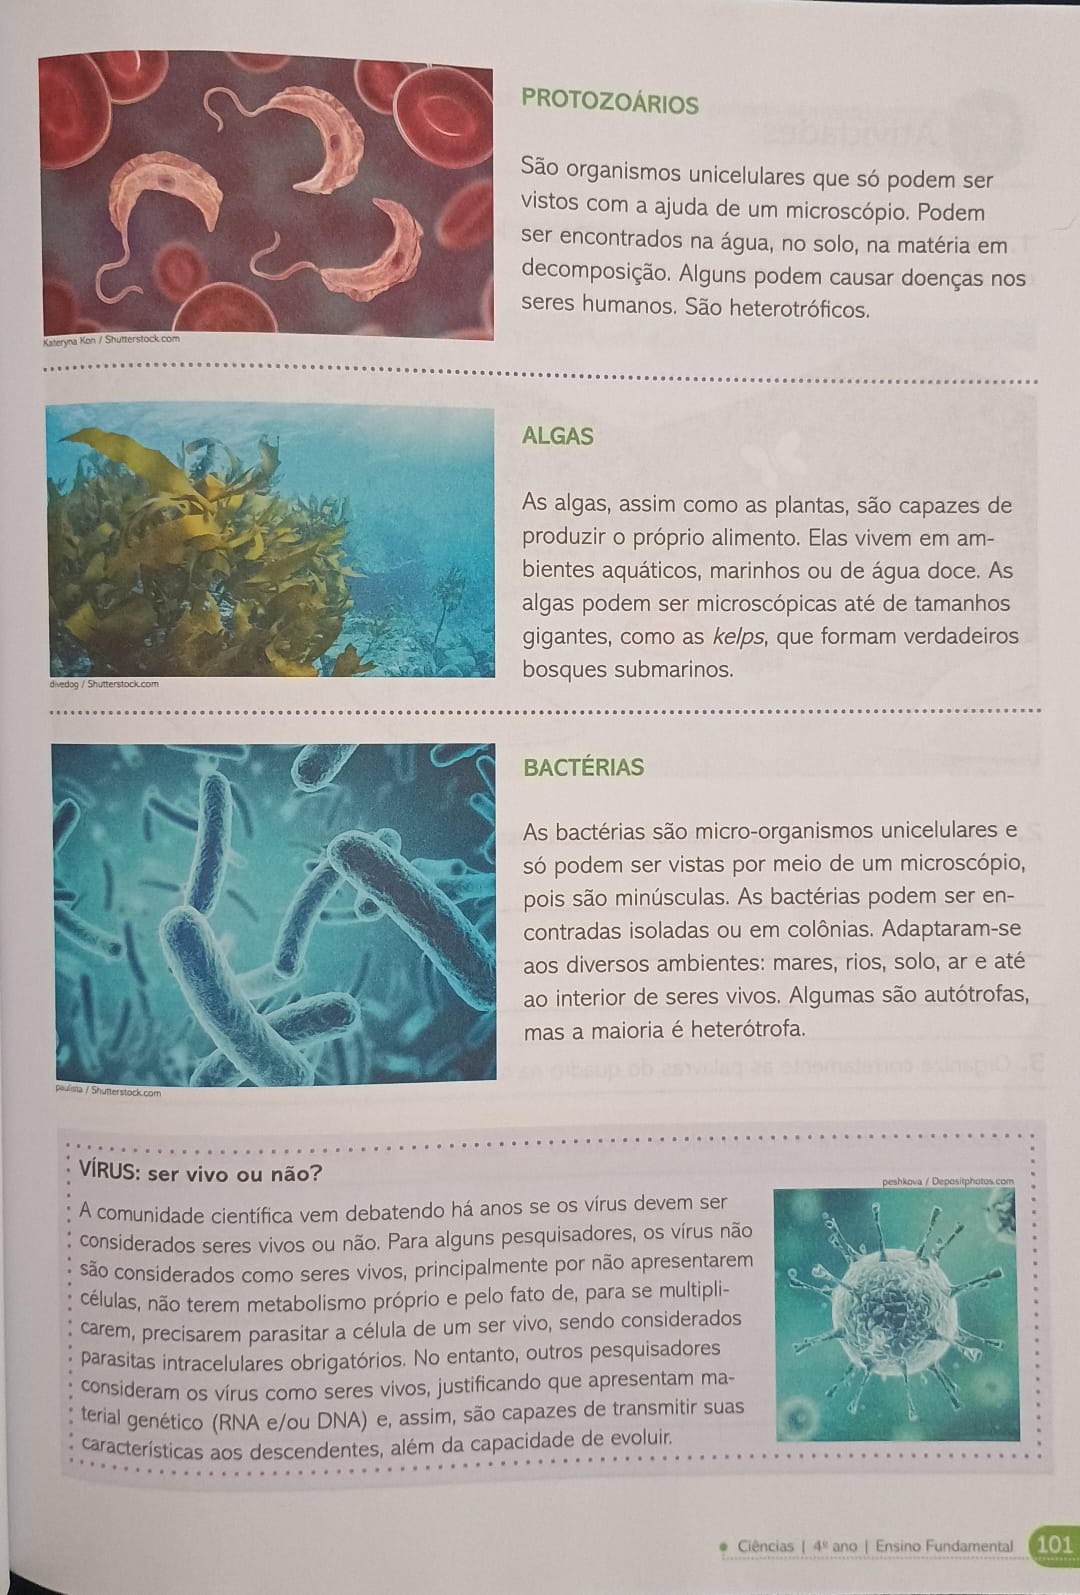 PROTOZOÁRIOS
São organismos unicelulares que só podem ser
vistos com a ajuda de um microscópio. Podem
ser encontrados na água, no solo, na matéria em
decomposição. Alguns podem causar doenças nos
seres humanos. São heterotróficos.
Kateryna Kon / Shutterstock.com
ALGAS
As algas, assim como as plantas, são capazes de
produzir o próprio alimento. Elas vivem em am-
bientes aquáticos, marinhos ou de água doce. As
algas podem ser microscópicas até de tamanhos
gigantes, como as kelps, que formam verdadeiros
bosques submarinos.
divedog / Shutterstock.com
BACTÉRIAS
As bactérias são micro-organismos unicelulares e
só podem ser vistas por meio de um microscópio,
pois são minúsculas. As bactérias podem ser en-
contradas isoladas ou em colônias. Adaptaram-se
aos diversos ambientes: mares, rios, solo, ar e até
ao interior de seres vivos. Algumas são autótrofas,
mas a maioria é heterótrofa.
paulista / Shutterstock.com
VÍRUS: ser vivo ou não?
peshkova / Depositphotos.com
A comunidade científica vem debatendo há anos se os vírus devem ser
considerados seres vivos ou não. Para alguns pesquisadores, os vírus não
são considerados como seres vivos, principalmente por não apresentarem
células, não terem metabolismo próprio e pelo fato de, para se multipli-
carem, precisarem parasitar a célula de um ser vivo, sendo considerados
parasitas intracelulares obrigatórios. No entanto, outros pesquisadores
consideram os vírus como seres vivos, justificando que apresentam ma-
terial genético (RNA e/ou DNA) e, assim, são capazes de transmitir suas
características aos descendentes, além da capacidade de evoluir.
Ciências | 4º ano | Ensino Fundamental 101